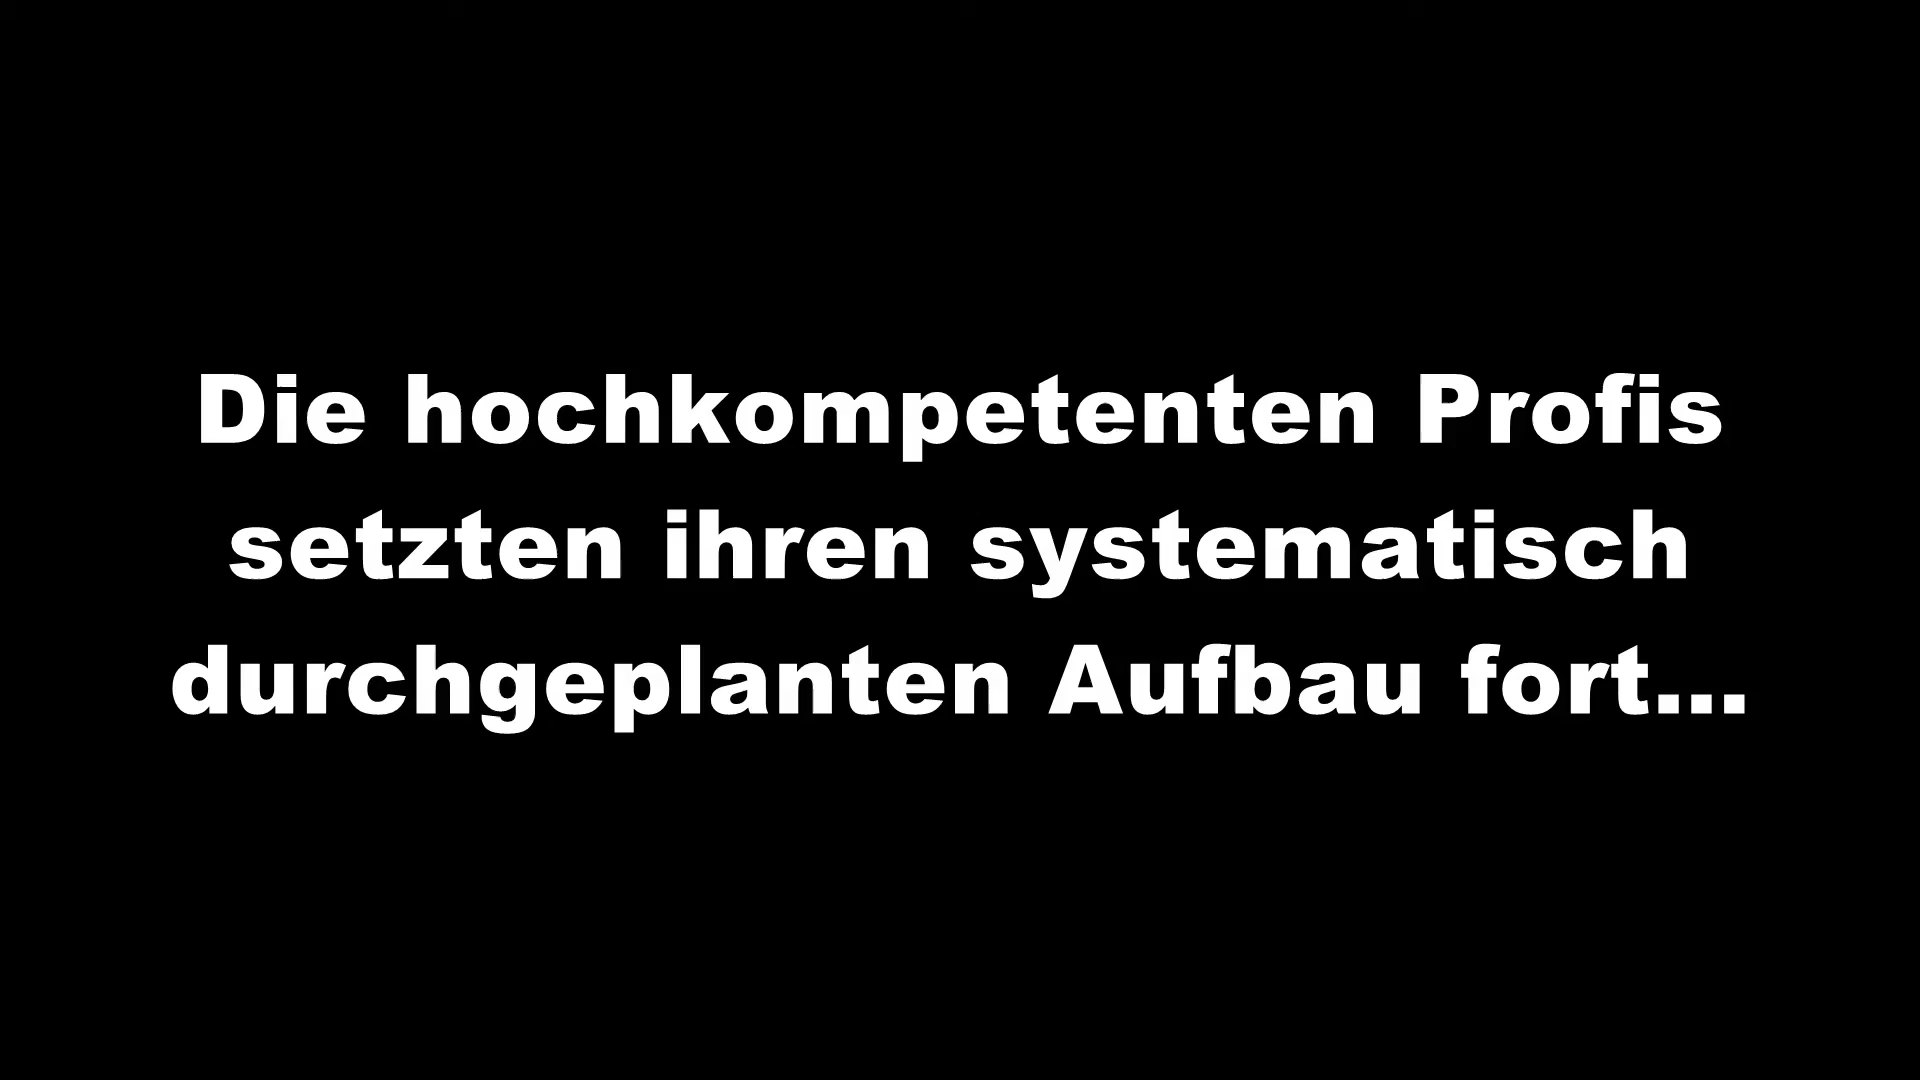 Die hochkompetenten Profis
setzten ihren systematisch
durchgeplanten Aufbau fort...